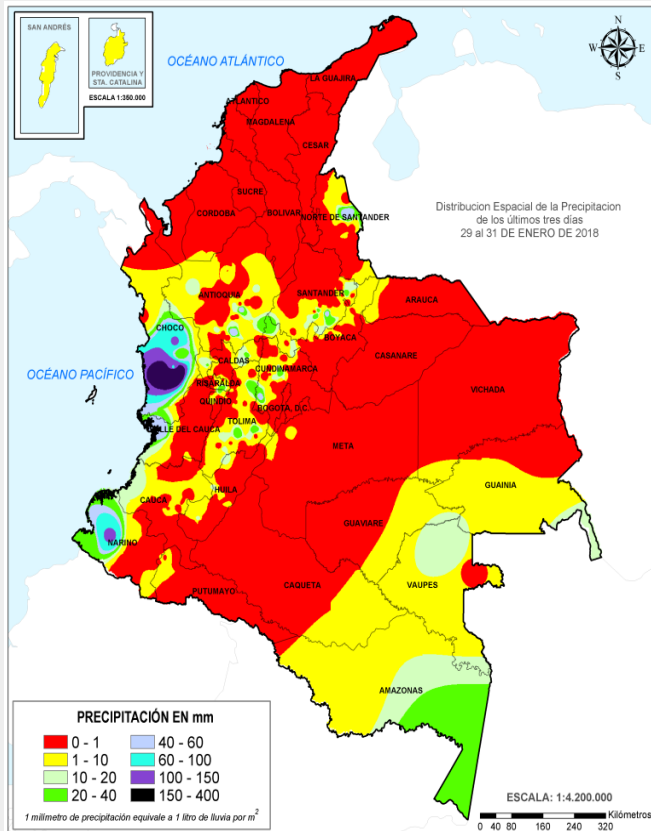 SAN ANDRÉS
PROVIDENCIA Y
STA. CATALINA
ESCALA 1:350.000
OCÉANO ATLÁNTICO
N
W E
S
LA GUAJIRA
ATLANTICO
MAGDALENA
CESAR
SUCRE
CORDOBA
BOLIVAR
NORTE DE SANTANDER
Distribucion Espacial de la Precipitacion
de los últimos tres días
29 al 31 DE ENERO DE 2018
ANTIOQUIA
SANTANDER
ARAUCA
CHOCO
BOYACA
CASANARE
OCÉANO PACÍFICO
CALDAS
CUNDINAMARCA
RISARALDA
VICHADA
QUINDIO
BOGOTA, D.C.
TOLIMA
VALLE DEL CAUCA
META
GUAINIA
HUILA
CAUCA
GUAVIARE
NARIÑO
VAUPES
PUTUMAYO
CAQUETA
AMAZONAS
PRECIPITACIÓN EN mm
0 - 1 40 - 60
1 - 10 60 - 100
10 - 20 100 - 150
20 - 40 150 - 400
1 milímetro de precipitación equivale a 1 litro de lluvia por m²
ESCALA: 1:4.200.000
Kilómetros
0 40 80 160 240 320